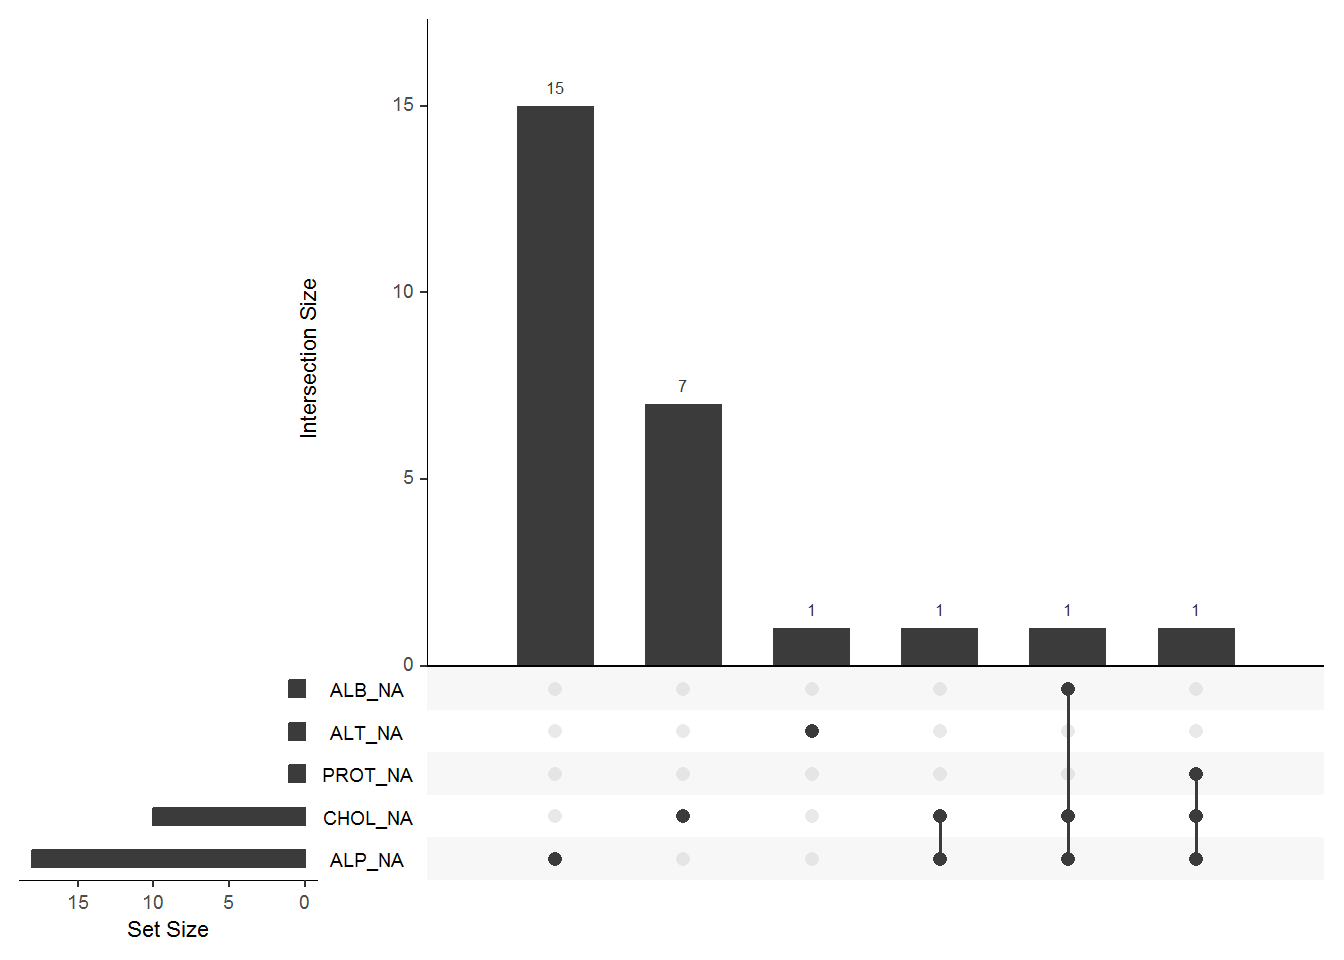 15
15
7
10
Intersection Size
5
1 1 1 1
0
ALB_NA
ALT_NA
PROT_NA
CHOL_NA
ALP_NA
15 10 5 0
Set Size